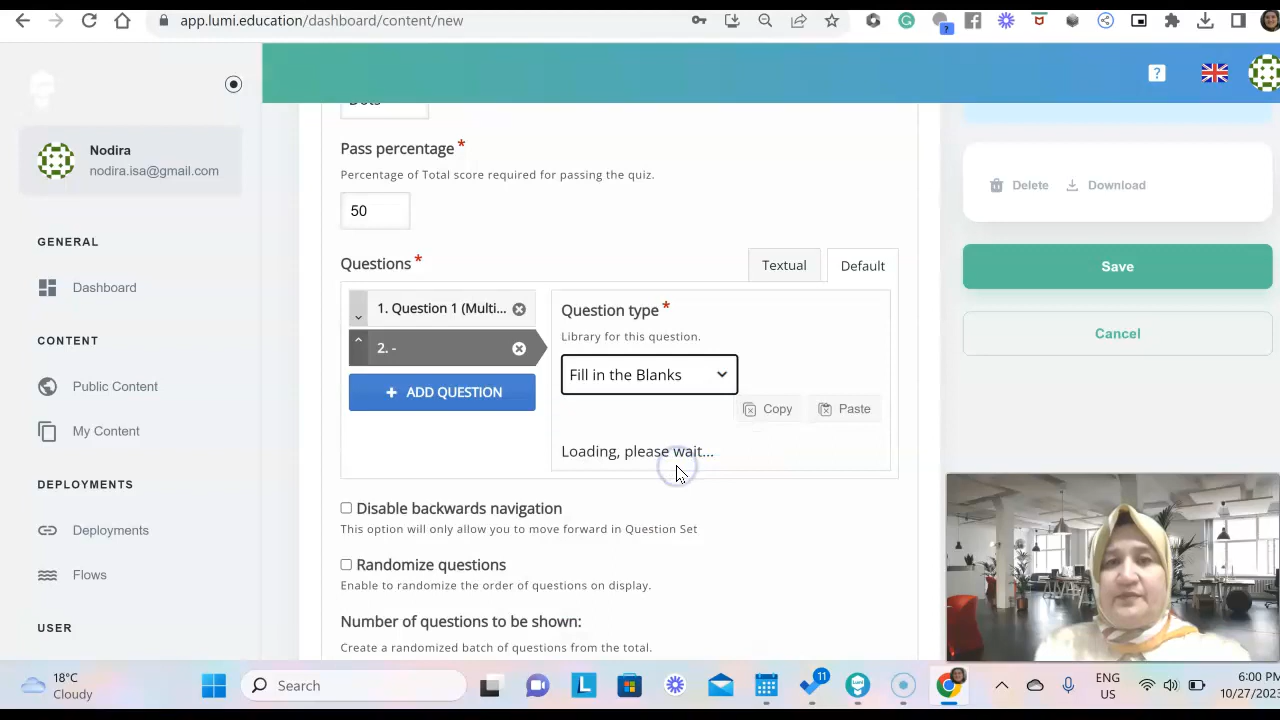 app.lumi.education/dashboard/content/new
?
?
Nodira
nodira.isa@gmail.com
GENERAL
Dashboard
CONTENT
Public Content
My Content
DEPLOYMENTS
Deployments
Flows
USER
Dots
Pass percentage *
Percentage of Total score required for passing the quiz.
50
Questions *
Textual
Default
1. Question 1 (Multi...
2. -
+ ADD QUESTION
Question type *
Library for this question.
Fill in the Blanks
Copy
Paste
Loading, please wait...
Disable backwards navigation
This option will only allow you to move forward in Question Set
Randomize questions
Enable to randomize the order of questions on display.
Number of questions to be shown:
Create a randomized batch of questions from the total.
Delete
Download
Save
Cancel
18°C
Cloudy
Search
L
11
Lumi
ENG
US
6:00 PM
10/27/2023